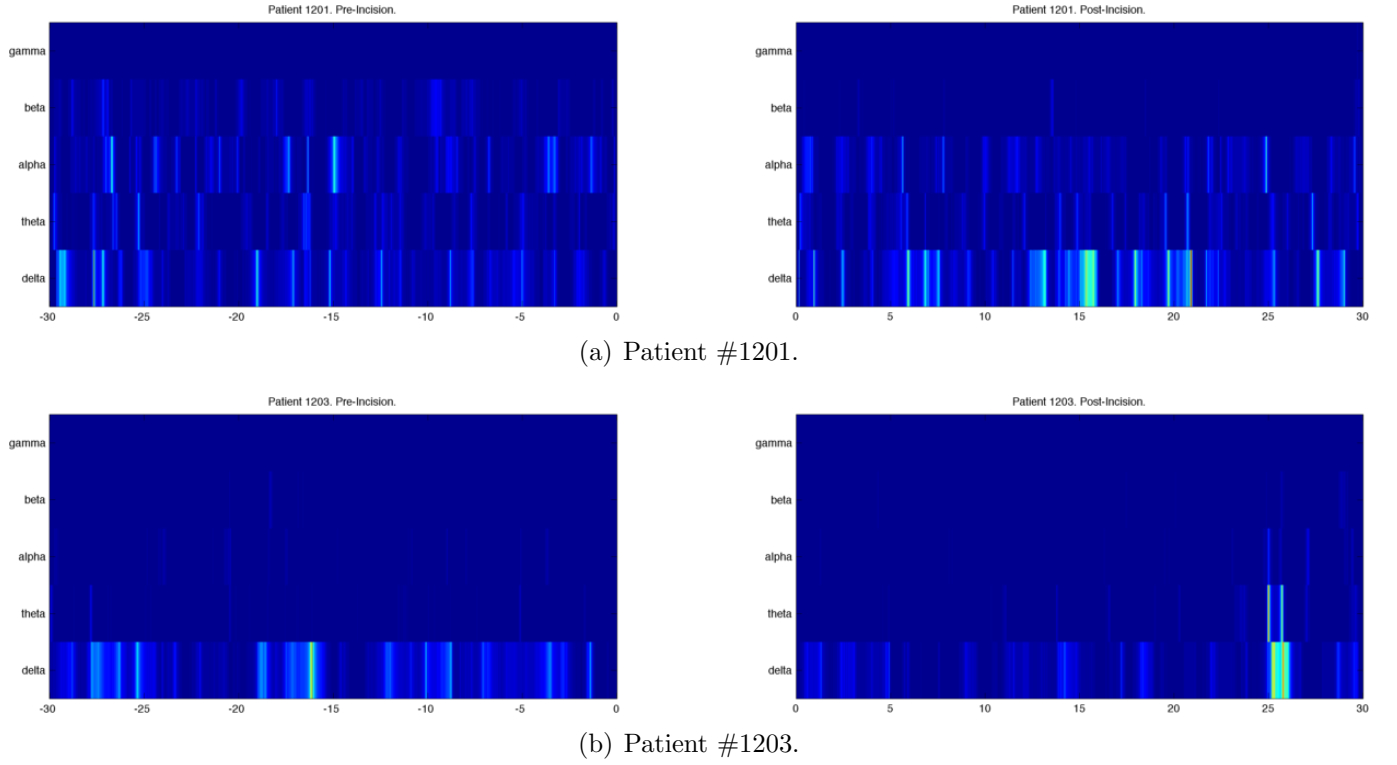 Patient 1201. Pre-Incision.
gamma
beta
alpha
theta
delta
-30 -25 -20 -15 -10 -5 0
Patient 1201. Post-Incision.
gamma
beta
alpha
theta
delta
0 5 10 15 20 25 30
(a) Patient #1201.
Patient 1203. Pre-Incision.
gamma
beta
alpha
theta
delta
-30 -25 -20 -15 -10 -5 0
Patient 1203. Post-Incision.
gamma
beta
alpha
theta
delta
0 5 10 15 20 25 30
(b) Patient #1203.